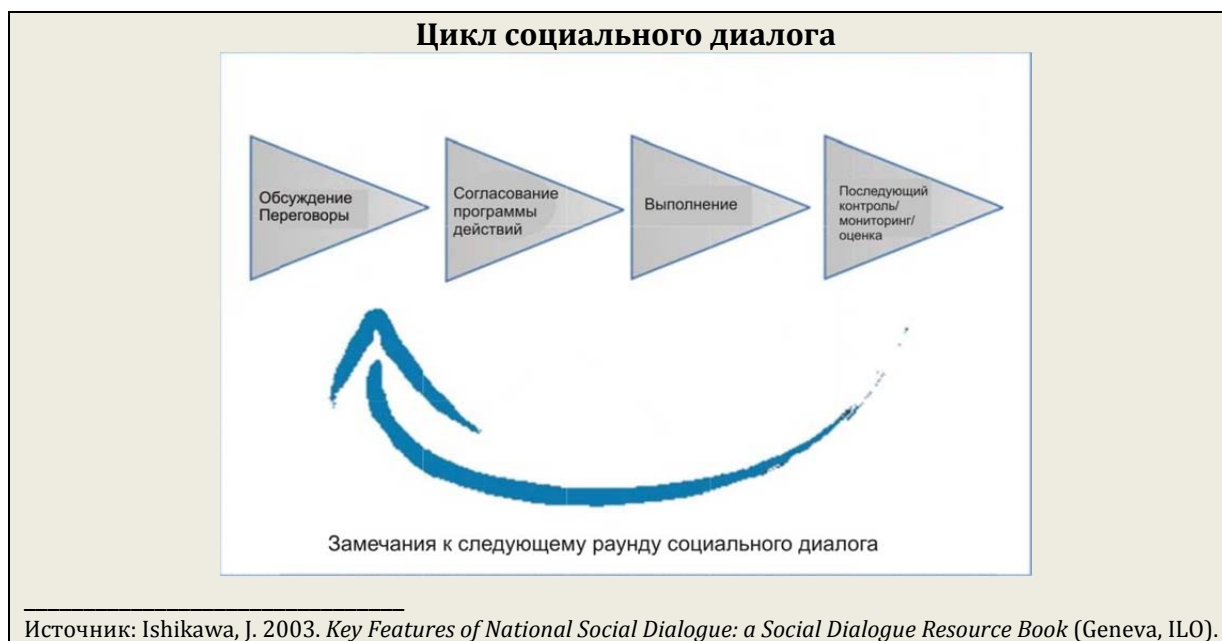 Цикл социального диалога
Обсуждение
Переговоры
Согласование
программы
действий
Выполнение
Последующий
контроль/
мониторинг/
оценка
Замечания к следующему раунду социального диалога
Источник: Ishikawa, J. 2003. Key Features of National Social Dialogue: a Social Dialogue Resource Book (Geneva, ILO).